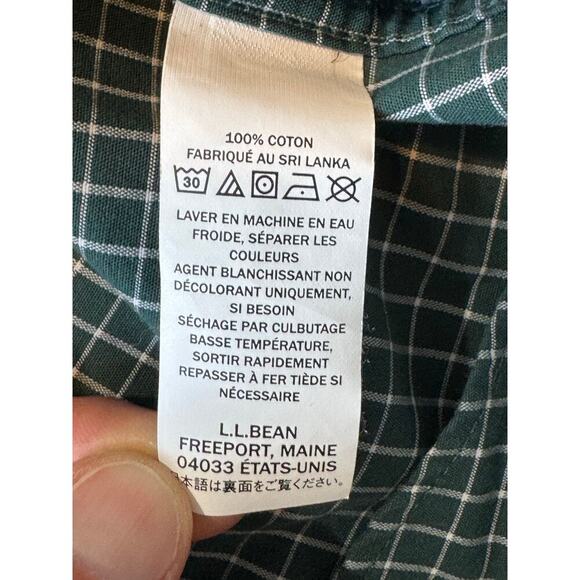 100% COTON
FABRIQUÉ AU SRI LANKA
30
LAVER EN MACHINE EN EAU
FROIDE, SÉPARER LES
COULEURS
AGENT BLANCHISSANT NON
DÉCOLORANT UNIQUEMENT,
SI BESOIN
SÉCHAGE PAR CULBUTAGE
BASSE TEMPÉRATURE,
SORTIR RAPIDEMENT
REPASSER À FER TIÈDE SI
NÉCESSAIRE
L.L.BEAN
FREEPORT, MAINE
04033 ÉTATS-UNIS
日本語は裏面をご覧ください.